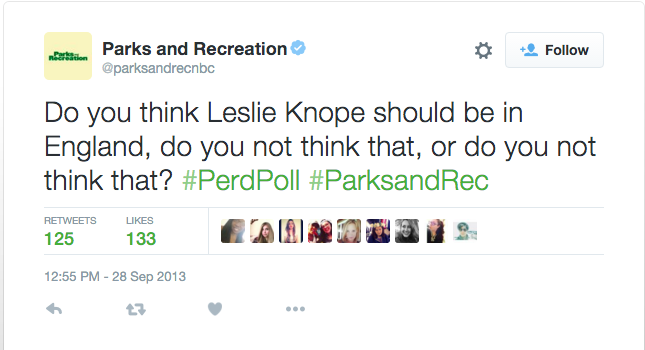 Parks and Recreation
Parks and Recreation
@parksandrecnbc
Follow
Do you think Leslie Knope should be in
England, do you not think that, or do you not
think that? #PerdPoll #ParksandRec
RETWEETS LIKES
125 133
12:55 PM - 28 Sep 2013